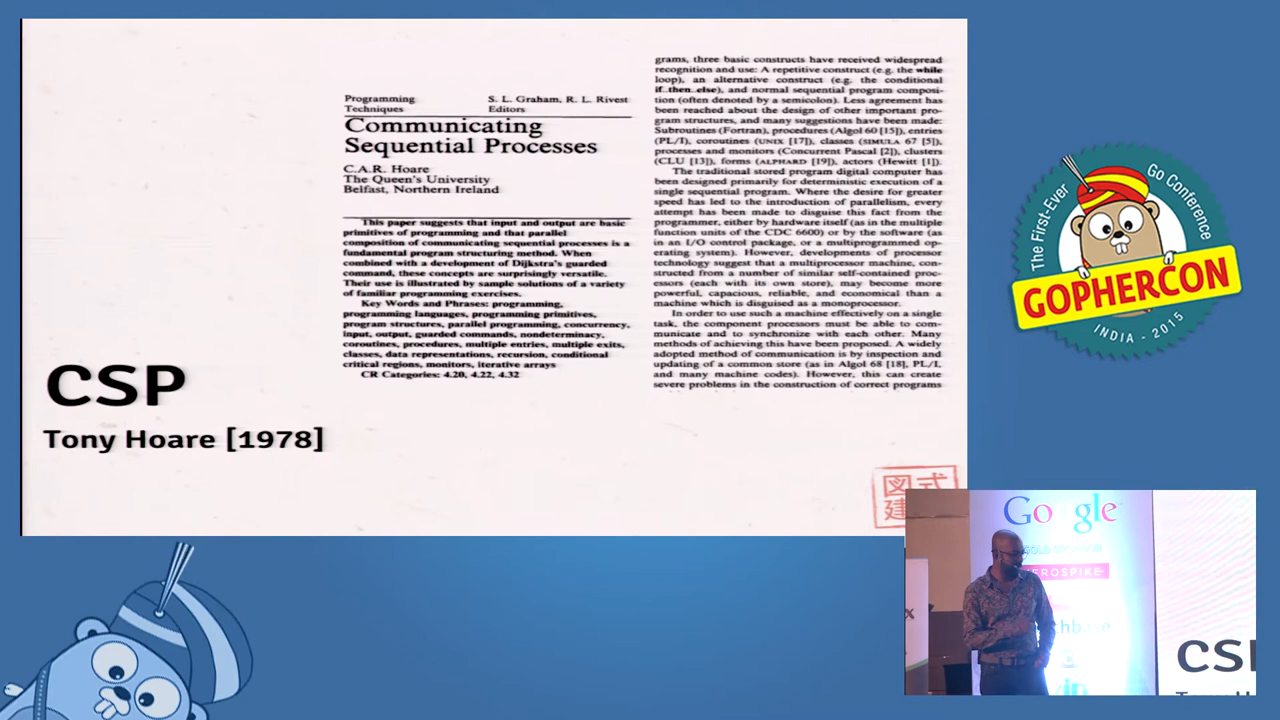 Programming
Techniques
S. L. Graham, R. L. Rivest
Editors
Communicating
Sequential Processes
C.A.R. Hoare
The Queen's University
Belfast, Northern Ireland
This paper suggests that input and output are basic
primitives of programming and that parallel
composition of communicating sequential processes is a
fundamental program structuring method. When
combined with a development of Dijkstra's guarded
command, these concepts are surprisingly versatile.
Their use is illustrated by sample solutions of a variety
of familiar programming exercises.
Key Words and Phrases: programming,
programming languages, programming primitives,
program structures, parallel programming, concurrency,
input, output, guarded commands, nondeterminacy,
coroutines, procedures, multiple entries, multiple exits,
classes, data representations, recursion, conditional
critical regions, monitors, iterative arrays
CR Categories: 4.20, 4.22, 4.32
grams, three basic constructs have received widespread
recognition and use: A repetitive construct (e.g. the while
loop), an alternative construct (e.g. the conditional
if..then..else), and normal sequential program composi-
tion (often denoted by a semicolon). Less agreement has
been reached about the design of other important pro-
gram structures, and many suggestions have been made:
Subroutines (Fortran), procedures (Algol 60 [15]), entries
(PL/I), coroutines (UNIX [17]), classes (SIMULA 67 [5]),
processes and monitors (Concurrent Pascal [2]), clusters
(CLU [13]), forms (ALPHARD [19]), actors (Hewitt [1]).
The traditional stored program digital computer has
been designed primarily for deterministic execution of a
single sequential program. Where the desire for greater
speed has led to the introduction of parallelism, every
attempt has been made to disguise this fact from the
programmer, either by hardware itself (as in the multiple
function units of the CDC 6600) or by the software (as
in an I/O control package, or a multiprogrammed op-
erating system). However, developments of processor
technology suggest that a multiprocessor machine, con-
structed from a number of similar self-contained proc-
essors (each with its own store), may become more
powerful, capacious, reliable, and economical than a
machine which is disguised as a monoprocessor.
In order to use such a machine effectively on a single
task, the component processors must be able to com-
municate and to synchronize with each other. Many
methods of achieving this have been proposed. A widely
adopted method of communication is by inspection and
updating of a common store (as in Algol 68 [18], PL/I,
and many machine codes). However, this can create
severe problems in the construction of correct programs
CSP
Tony Hoare [1978]
図式
建
The First-Ever
Go Conference
GOPHERCON
INDIA - 2015
Google
GOLD SPONSOR
EROSPIKE
CSP